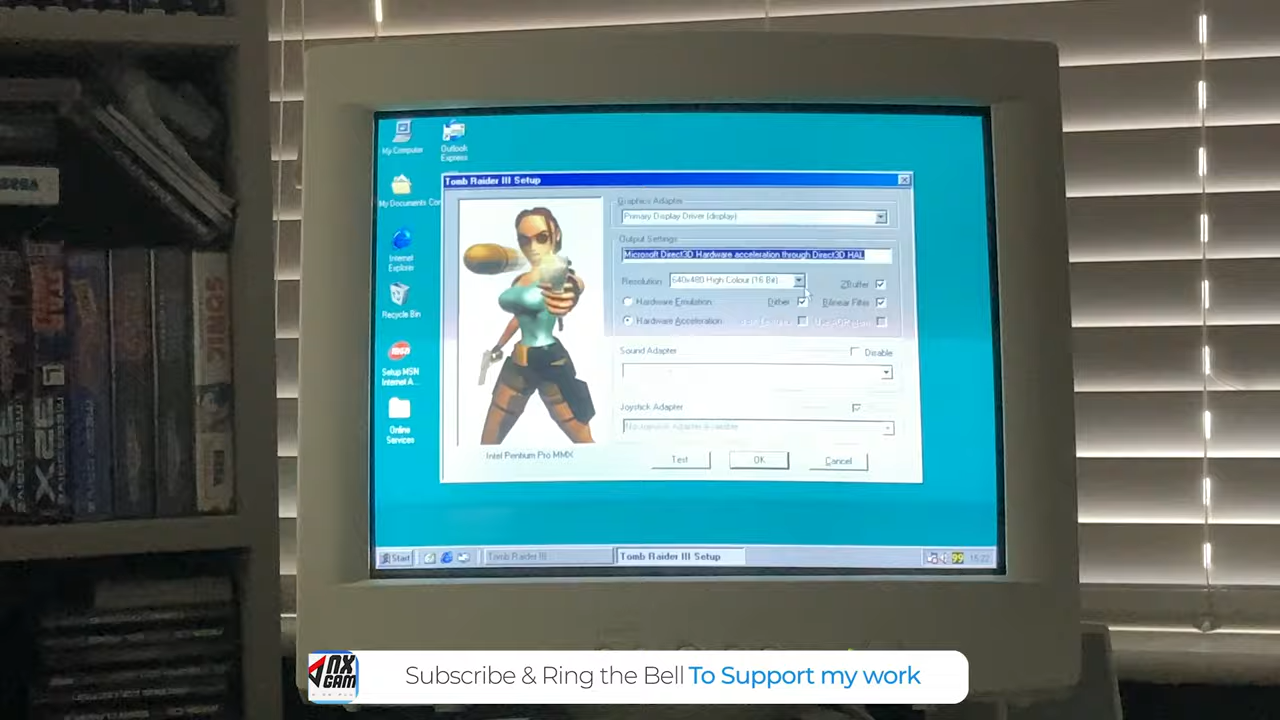 My Computer
Outlook
Express
My Documents
Internet
Explorer
Recycle Bin
Setup MSN
Internet A...
Online
Services
Tomb Raider III Setup
Graphics Adapter
Primary Display Driver (display)
Output Settings
Microsoft Direct3D Hardware acceleration through Direct3D HAL
Resolution 640x480 High Colour (16 Bit) ZBuffer
Hardware Emulation Dither Bilinear Filter
Hardware Acceleration
Sound Adapter Disable
Joystick Adapter
Intel Pentium Pro MMX
Test OK Cancel
Start Tomb Raider III Tomb Raider III Setup 99
SEGA
32X
NX
GAM
Subscribe & Ring the Bell To Support my work